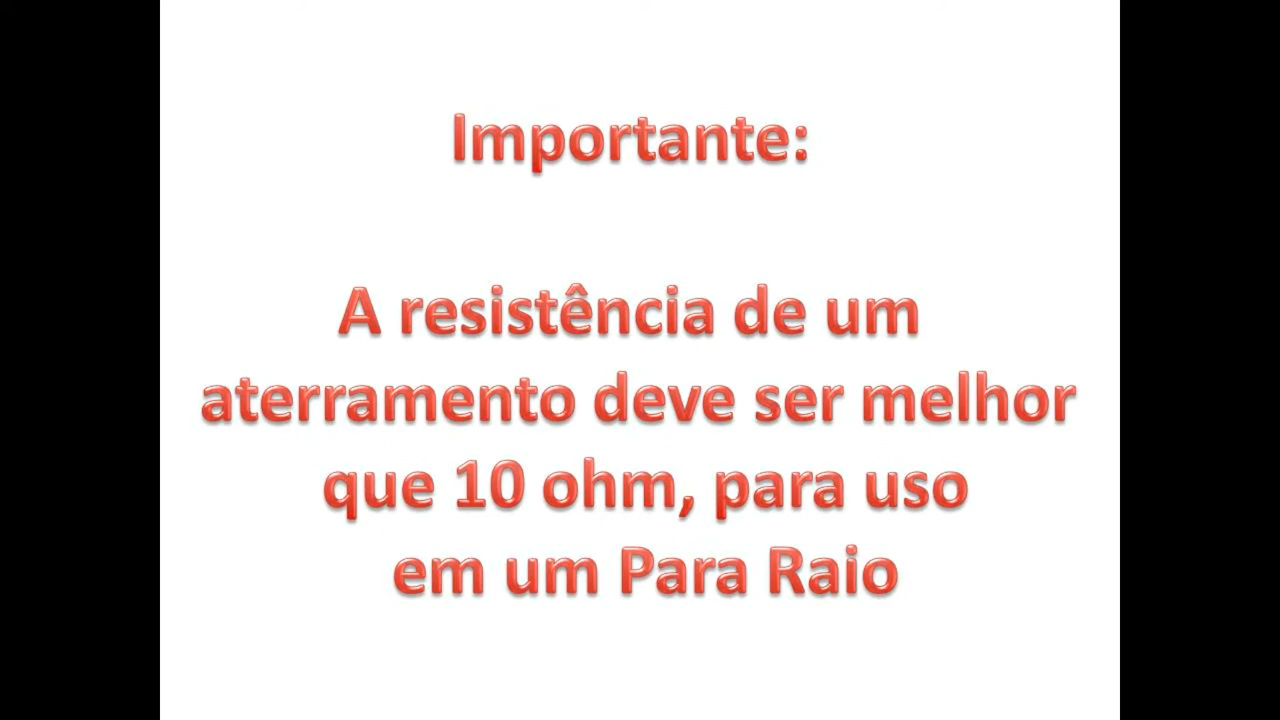 Importante:
A resistência de um
aterramento deve ser melhor
que 10 ohm, para uso
em um Para Raio